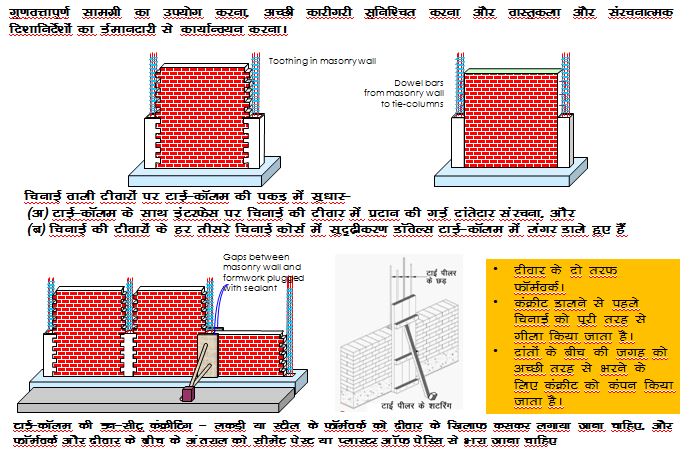 गुणवत्तापूर्ण सामग्री का उपयोग करना, अच्छी कारीगरी सुनिश्चित करना और वास्तुकला और संरचनात्मक
दिशानिर्देशों का ईमानदारी से कार्यान्वयन करना।
Toothing in masonry wall
Dowel bars
from masonry wall
to tie-columns
चिनाई वाली दीवारों पर टाई-कॉलम की पकड़ में सुधार-
(अ) टाई-कॉलम के साथ इंटरफेस पर चिनाई की दीवार में प्रदान की गई दांतेदार संरचना, और
(ब) चिनाई की दीवारों के हर तीसरे चिनाई कोर्स में सुदृढीकरण डॉवेल्स टाई-कॉलम में लंगर डाले हुए हैं
Gaps between
masonry wall and
formwork plugged
with sealant
टाई पीलर
के छड़
टाई पीलर के शटरिंग
• दीवार के दो तरफ
फॉर्मवर्क।
• कंक्रीट डालने से पहले
चिनाई को पूरी तरह से
गीला किया जाता है।
• दांतों के बीच की जगह को
अच्छी तरह से भरने के
लिए कंक्रीट को कंपन किया
जाता है।
टाई-कॉलम की इन-सीटू कंक्रीटिंग – लकड़ी या स्टील के फॉर्मवर्क को दीवार के खिलाफ कसकर लगाया जाना चाहिए, और
फॉर्मवर्क और दीवार के बीच के अंतराल को सीमेंट पेस्ट या प्लास्टर ऑफ पेरिस से भरा जाना चाहिए